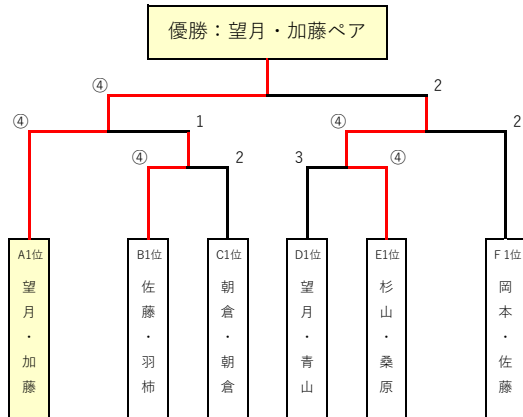 優勝：望月・加藤ペア
④
2
④
1
④
2
④
2
3
④
A1位
B1位
C1位
D1位
E1位
F 1位
望月・加藤
佐藤・羽柿
朝倉・朝倉
望月・青山
杉山・桑原
岡本・佐藤